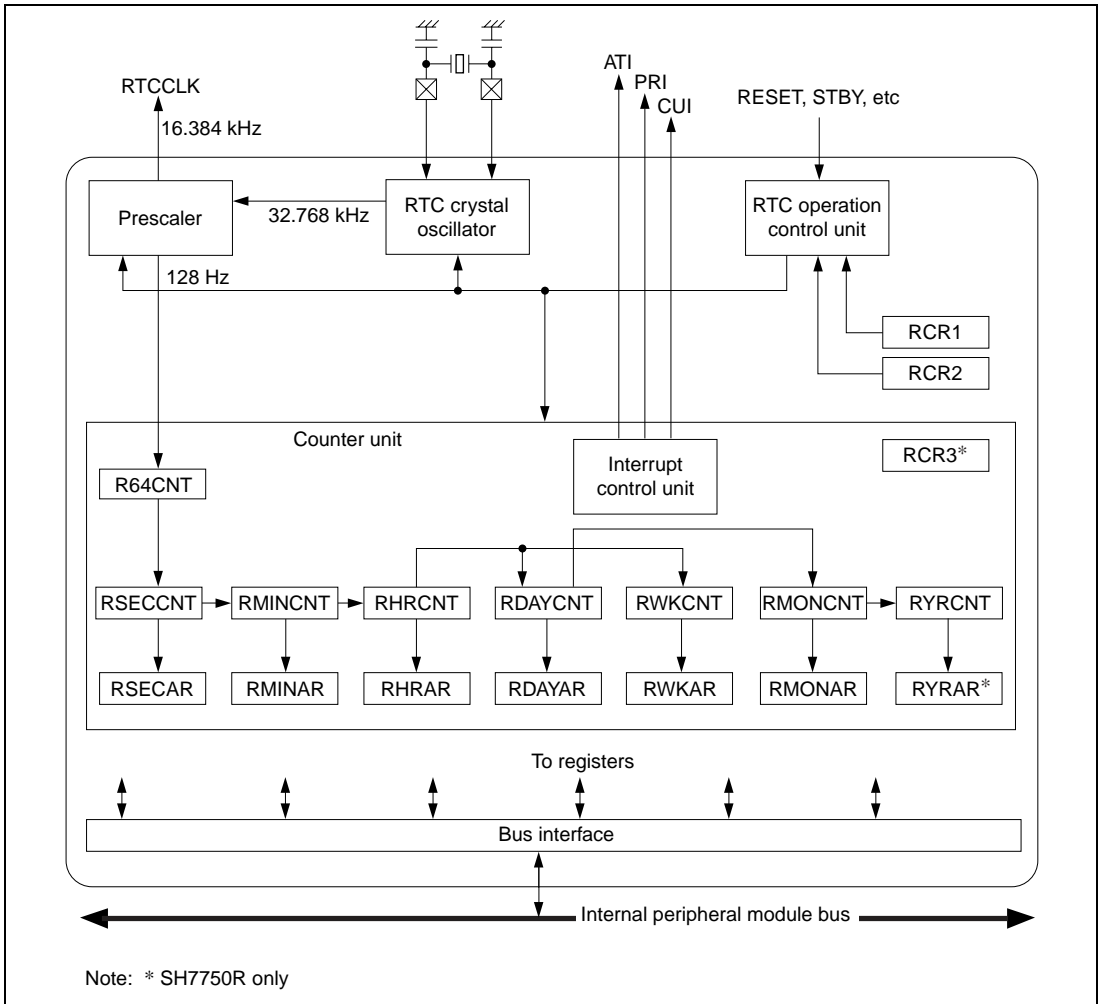 ATI
PRI
CUI
RTCCLK
RESET, STBY, etc
16.384 kHz
Prescaler
32.768 kHz
RTC crystal
oscillator
RTC operation
control unit
128 Hz
RCR1
RCR2
Counter unit
RCR3*
Interrupt
control unit
R64CNT
RSECCNT
RMINCNT
RHRCNT
RDAYCNT
RWKCNT
RMONCNT
RYRCNT
RSECAR
RMINAR
RHRAR
RDAYAR
RWKAR
RMONAR
RYRAR*
To registers
Bus interface
Internal peripheral module bus
Note: * SH7750R only